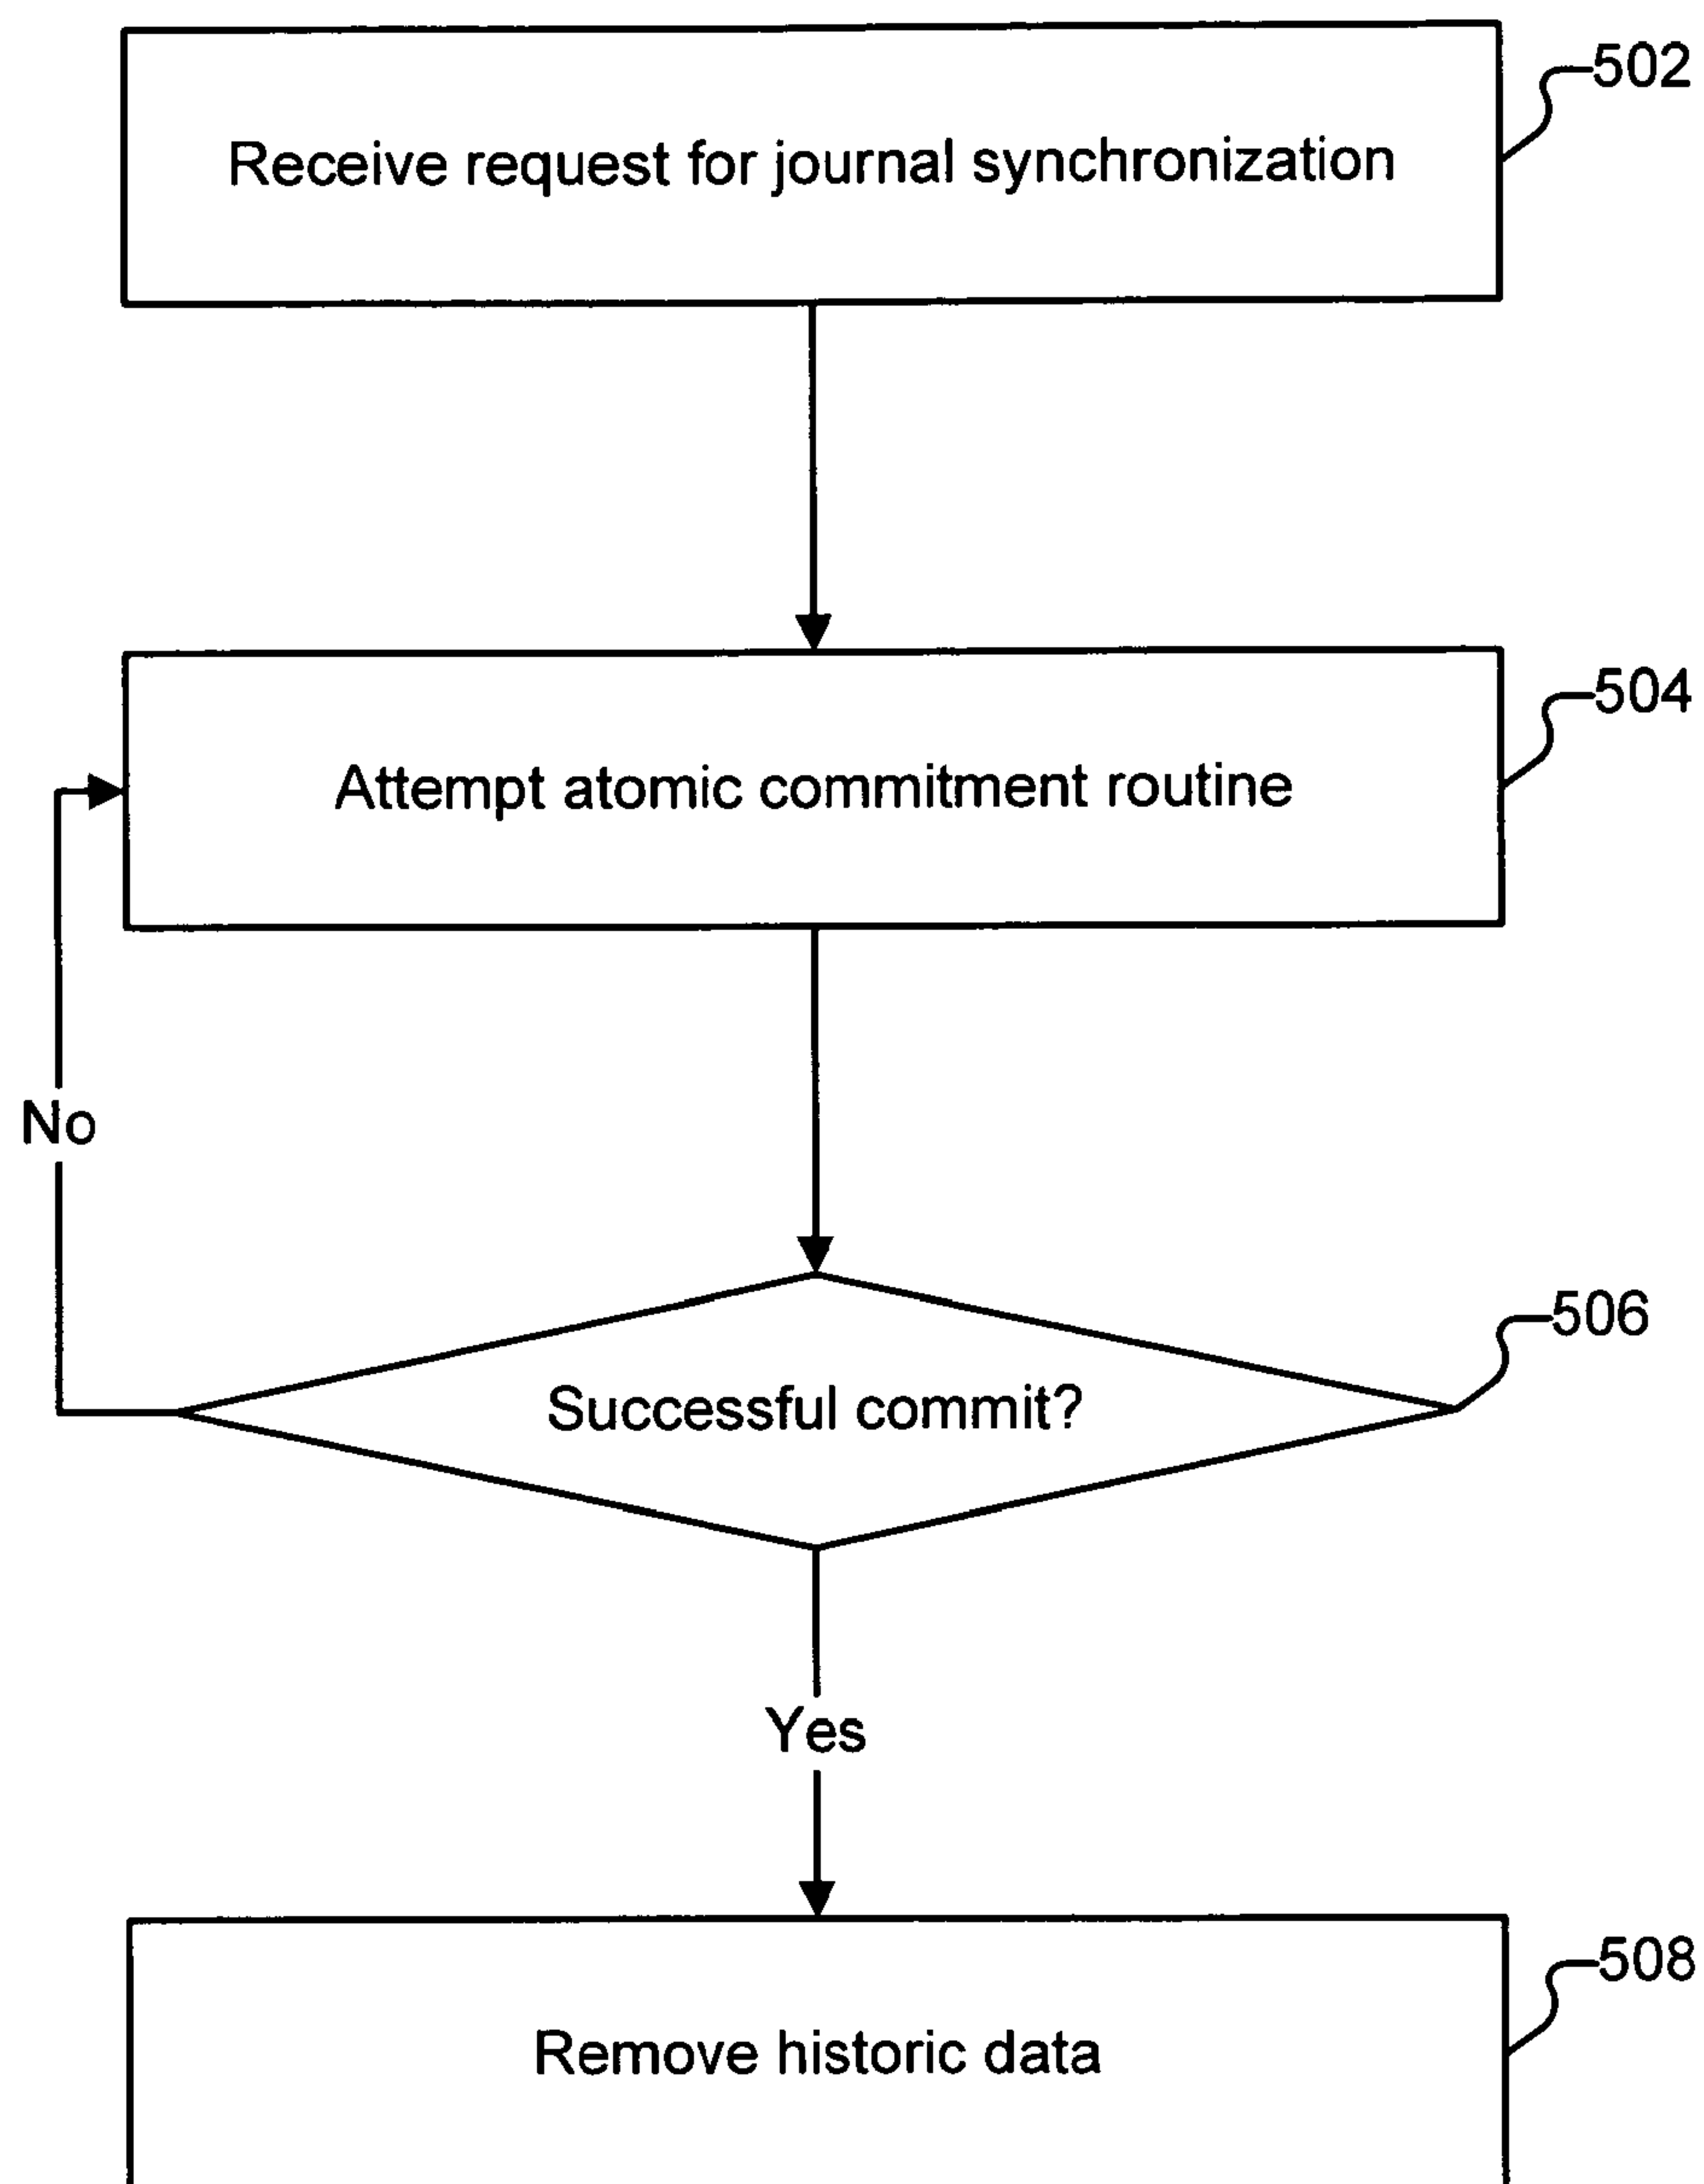 502
Receive request for journal synchronization
504
Attempt atomic commitment routine
No
506
Successful commit?
Yes
508
Remove historic data